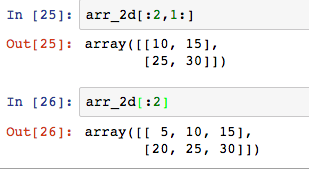 In [25]: arr_2d[:2,1:]
Out[25]: array([[10, 15],
[25, 30]])
In [26]: arr_2d[:2]
Out[26]: array([[ 5, 10, 15],
[20, 25, 30]])